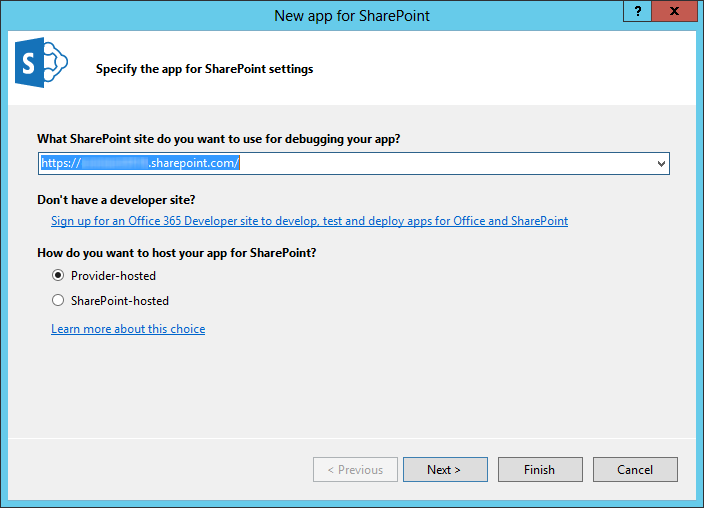 New app for SharePoint
?
x
S
Specify the app for SharePoint settings
What SharePoint site do you want to use for debugging your app?
https:// .sharepoint.com/
Don't have a developer site?
Sign up for an Office 365 Developer site to develop, test and deploy apps for Office and SharePoint
How do you want to host your app for SharePoint?
Provider-hosted
SharePoint-hosted
Learn more about this choice
< Previous
Next >
Finish
Cancel